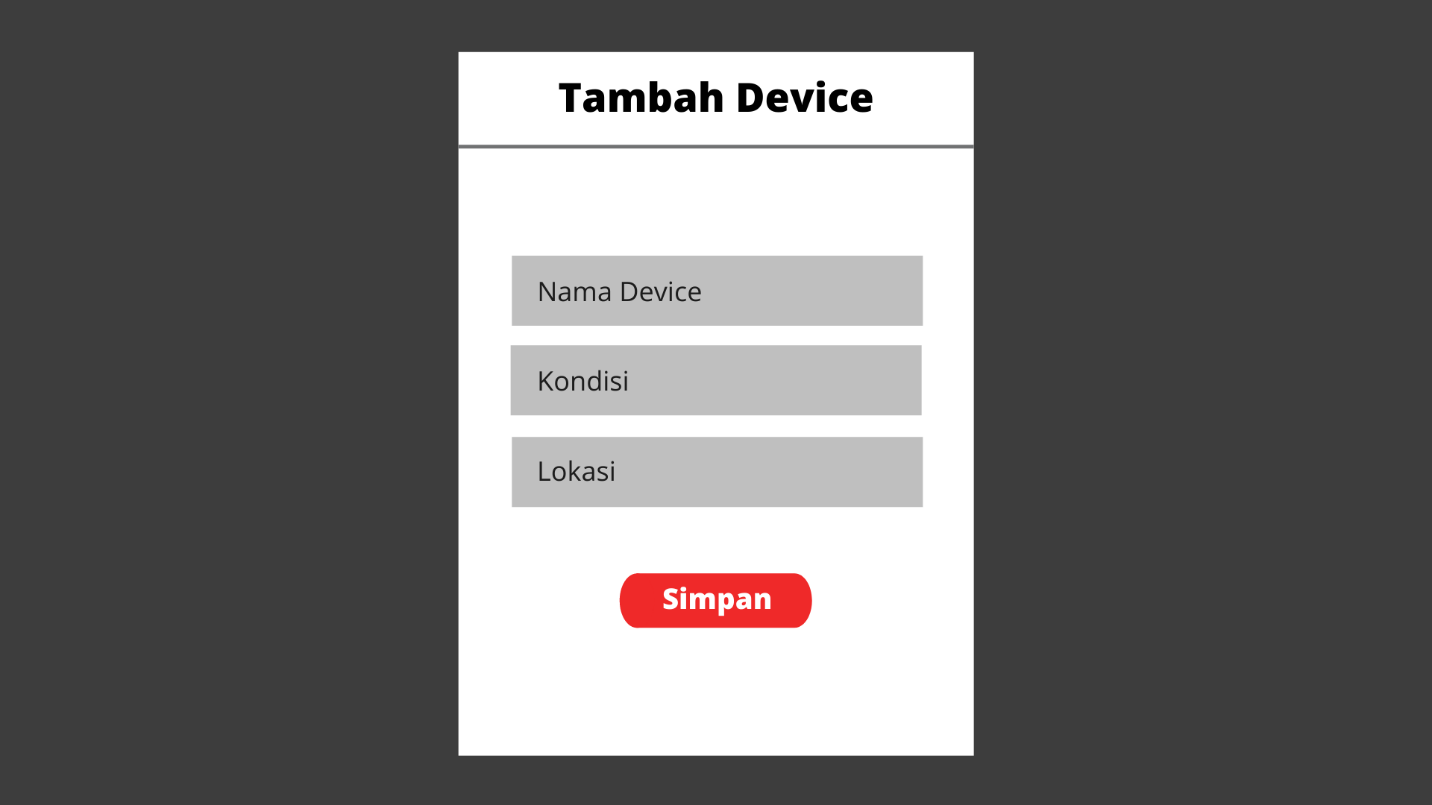 Tambah Device
Nama Device
Kondisi
Lokasi
Simpan